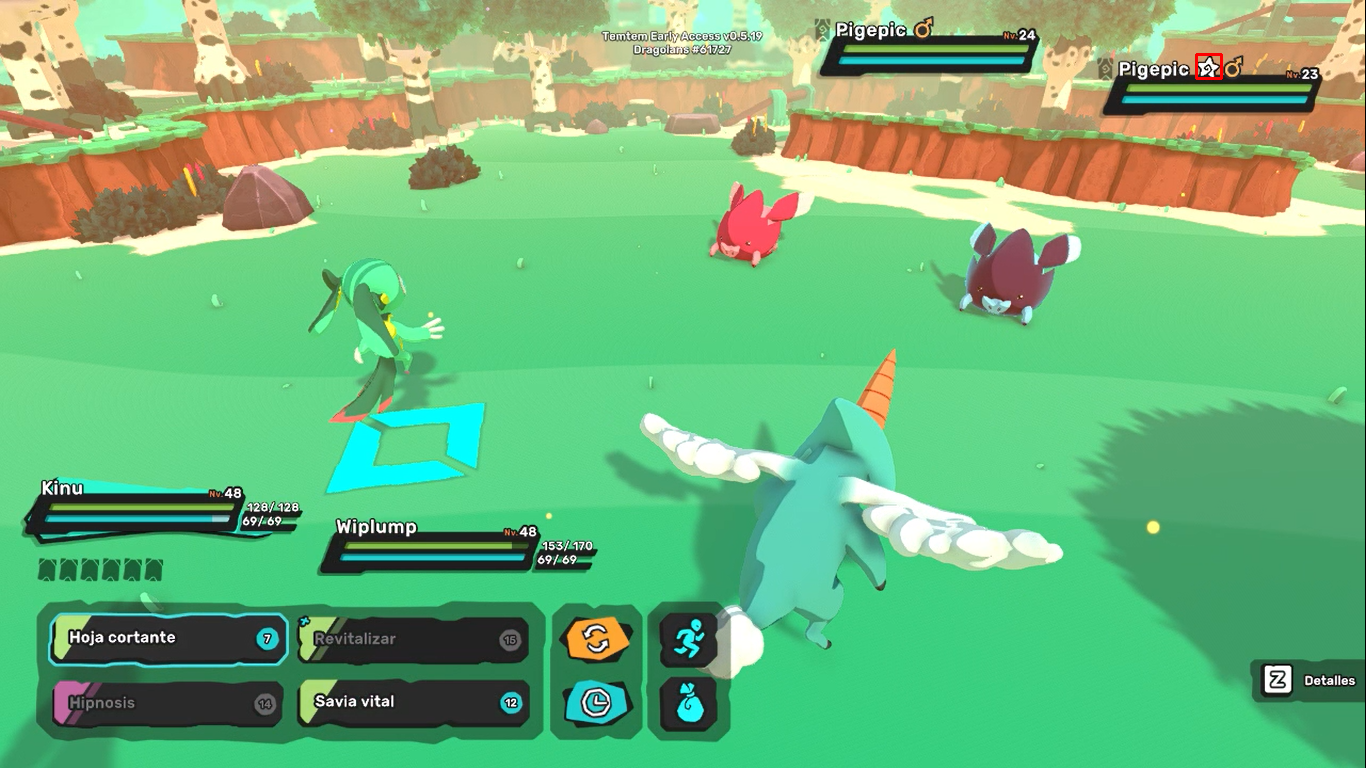 Temtem Early Access v0.5.19
Dragolans #61727
Pigepic
Nv.24
Pigepic
Nv.23
Kinu
Nv.48
128/128
69/69
Wiplump
Nv.48
153/170
69/69
Hoja cortante 7
Revitalizar 15
Hipnosis 14
Savia vital 12
Z Detalles